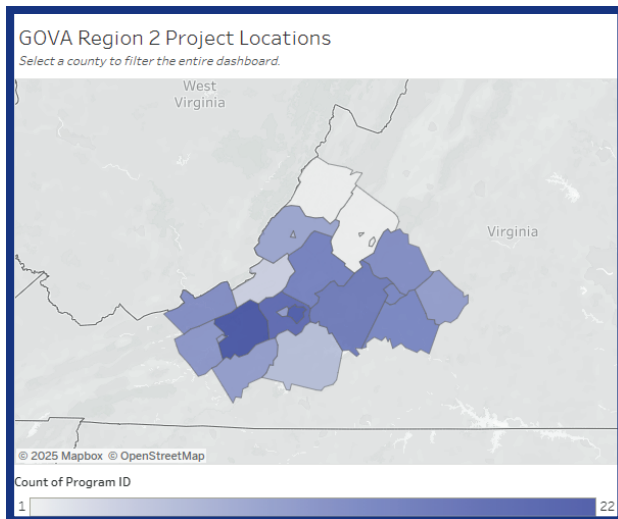 GOVA Region 2 Project Locations
Select a county to filter the entire dashboard.
West
Virginia
Virginia
© 2025 Mapbox © OpenStreetMap
Count of Program ID
1 22